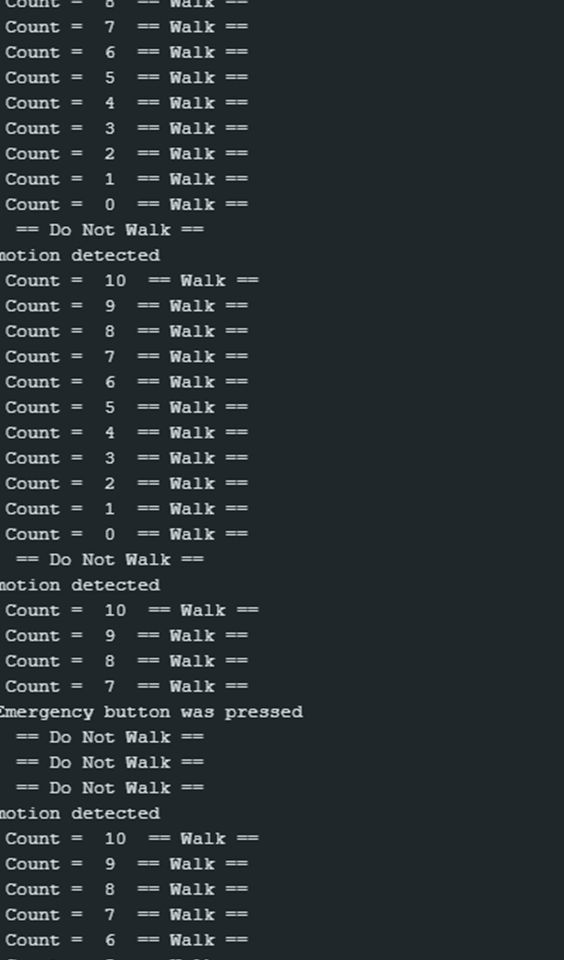 Count =  8  == Walk ==
Count =  7  == Walk ==
Count =  6  == Walk ==
Count =  5  == Walk ==
Count =  4  == Walk ==
Count =  3  == Walk ==
Count =  2  == Walk ==
Count =  1  == Walk ==
Count =  0  == Walk ==
== Do Not Walk ==
motion detected
Count =  10  == Walk ==
Count =  9  == Walk ==
Count =  8  == Walk ==
Count =  7  == Walk ==
Count =  6  == Walk ==
Count =  5  == Walk ==
Count =  4  == Walk ==
Count =  3  == Walk ==
Count =  2  == Walk ==
Count =  1  == Walk ==
Count =  0  == Walk ==
== Do Not Walk ==
motion detected
Count =  10  == Walk ==
Count =  9  == Walk ==
Count =  8  == Walk ==
Count =  7  == Walk ==
Emergency button was pressed
== Do Not Walk ==
== Do Not Walk ==
== Do Not Walk ==
motion detected
Count =  10  == Walk ==
Count =  9  == Walk ==
Count =  8  == Walk ==
Count =  7  == Walk ==
Count =  6  == Walk ==